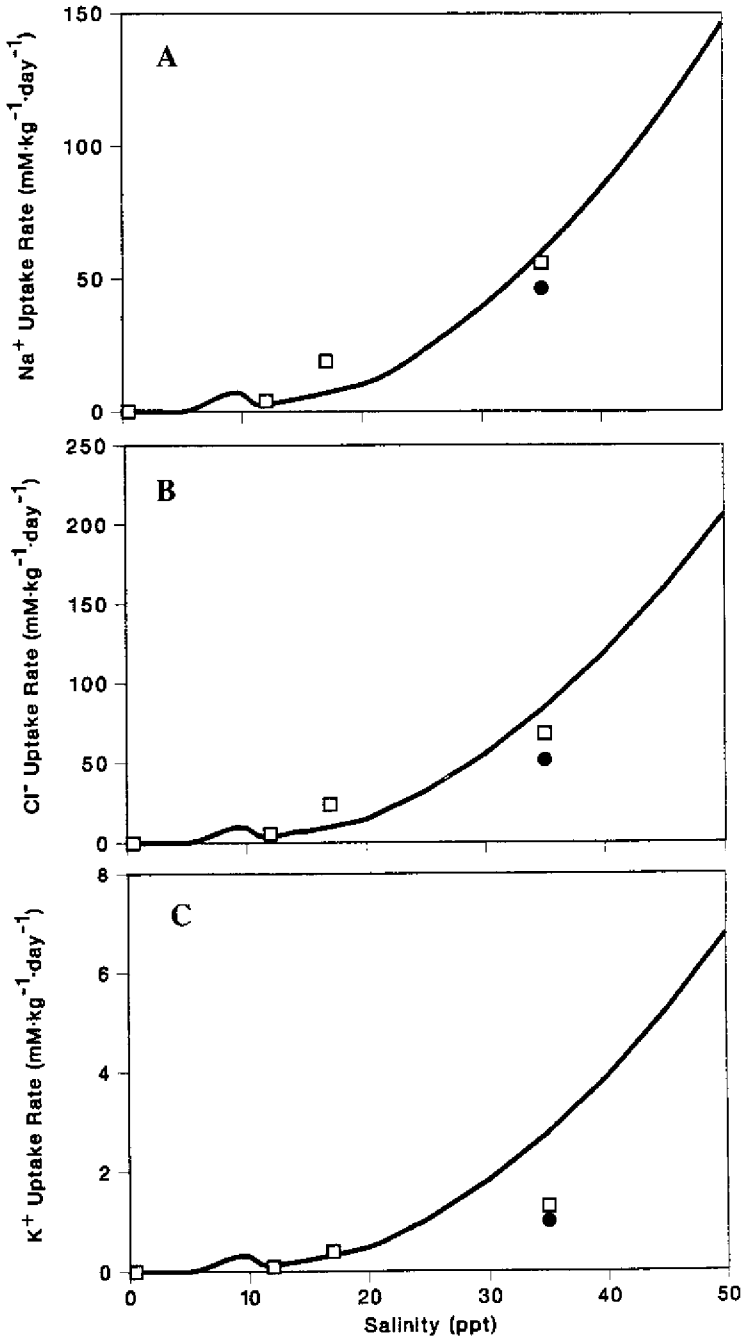 A
Na+ Uptake Rate (mM·kg−1·day−1)
150
100
50
0
B
Cl− Uptake Rate (mM·kg−1·day−1)
250
200
150
100
50
0
C
K+ Uptake Rate (mM·kg−1·day−1)
8
6
4
2
0
0 10 20 30 40 50
Salinity (ppt)